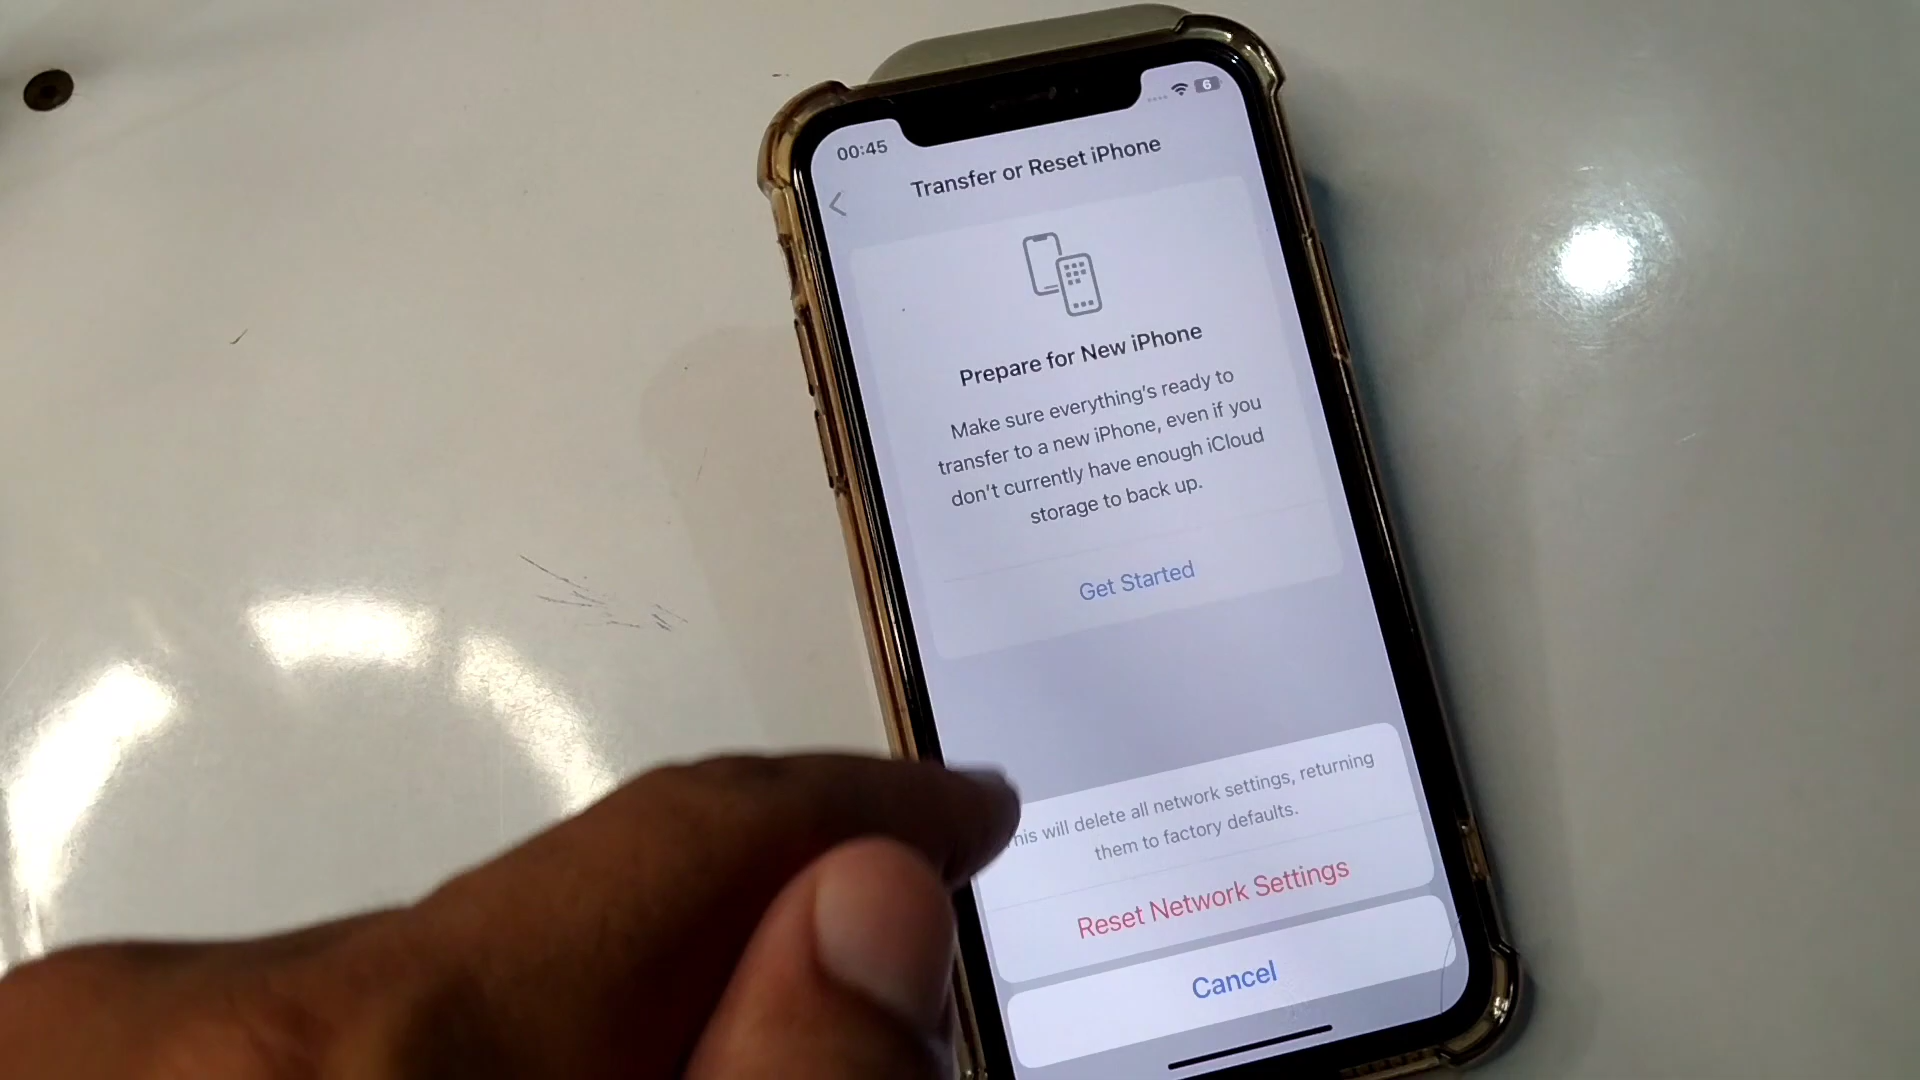 00:45
6
Transfer or Reset iPhone
Prepare for New iPhone
Make sure everything's ready to
transfer to a new iPhone, even if you
don't currently have enough iCloud
storage to back up.
Get Started
This will delete all network settings, returning
them to factory defaults.
Reset Network Settings
Cancel